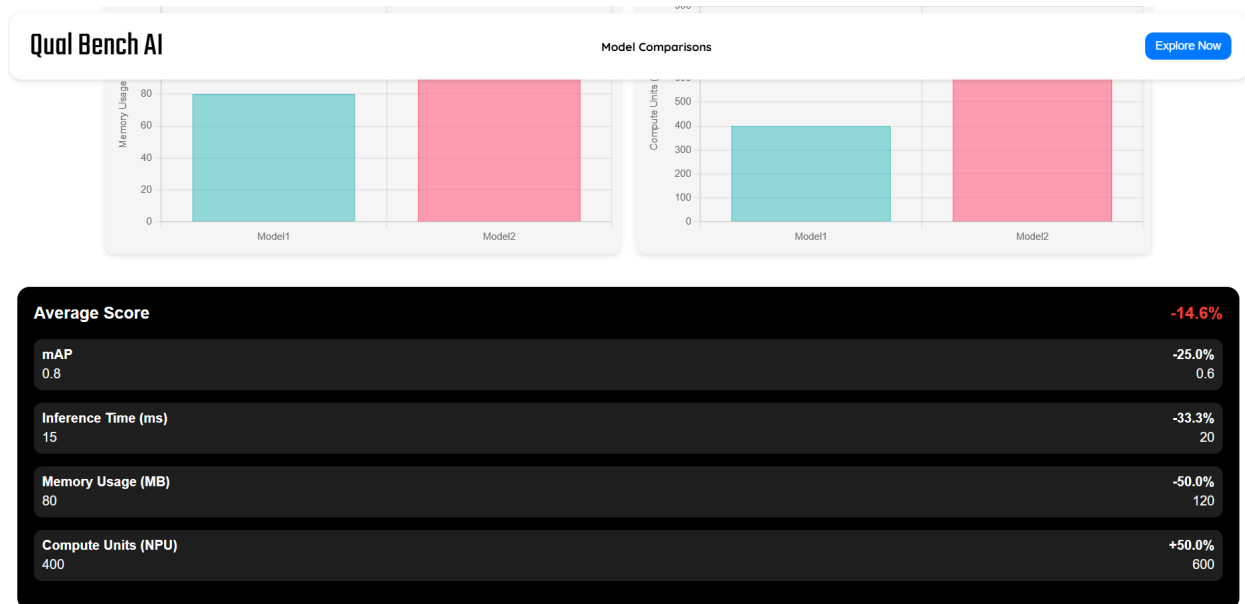 Qual Bench AI
Model Comparisons
Explore Now
Memory Usage
80
60
40
20
0
Model1
Model2
Compute Units (
500
400
300
200
100
0
Model1
Model2
Average Score
-14.6%
mAP
-25.0%
0.8
0.6
Inference Time (ms)
-33.3%
15
20
Memory Usage (MB)
-50.0%
80
120
Compute Units (NPU)
+50.0%
400
600